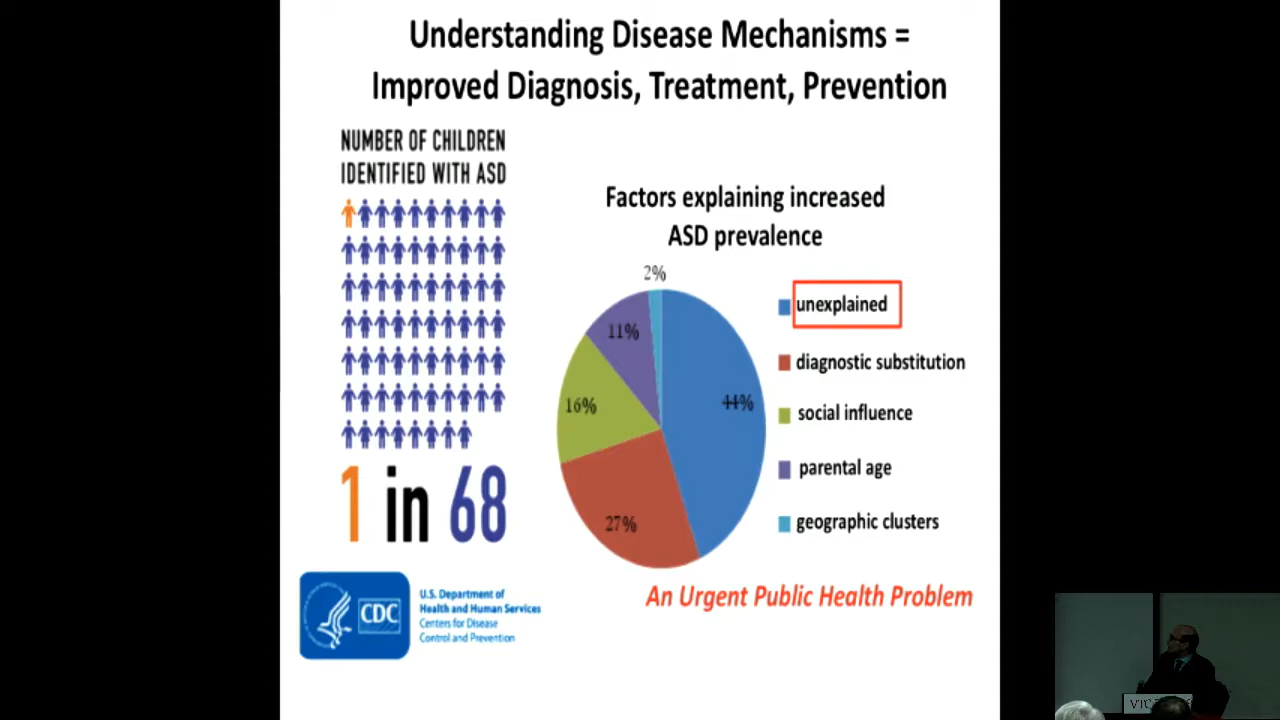 Understanding Disease Mechanisms =
Improved Diagnosis, Treatment, Prevention
NUMBER OF CHILDREN
IDENTIFIED WITH ASD
1 in 68
CDC
U.S. Department of
Health and Human Services
Centers for Disease
Control and Prevention
Factors explaining increased
ASD prevalence
2%
11%
16%
44%
27%
unexplained
diagnostic substitution
social influence
parental age
geographic clusters
An Urgent Public Health Problem